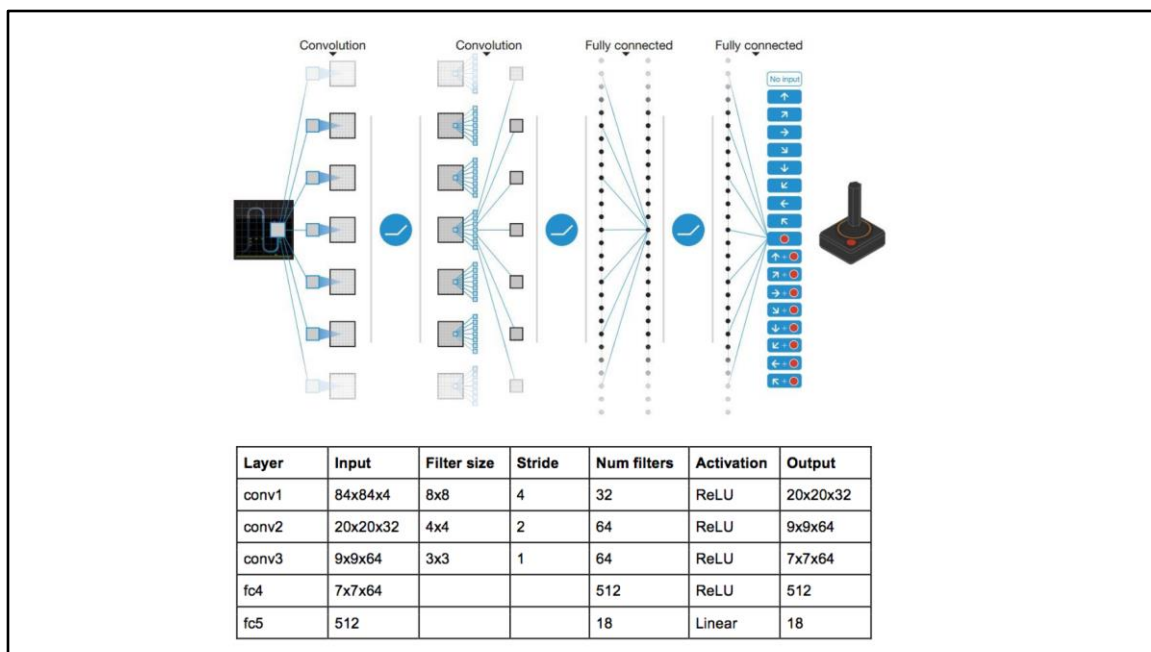 Convolution Convolution Fully connected Fully connected
No input
Layer Input Filter size Stride Num filters Activation Output
conv1 84x84x4 8x8 4 32 ReLU 20x20x32
conv2 20x20x32 4x4 2 64 ReLU 9x9x64
conv3 9x9x64 3x3 1 64 ReLU 7x7x64
fc4 7x7x64 512 ReLU 512
fc5 512 18 Linear 18